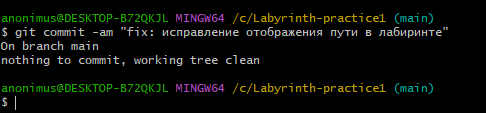 anonimus@DESKTOP-B72QKJL MINGW64 /c/Labyrinth-practice1 (main)
$ git commit -am "fix: исправление отображения пути в лабиринте"
On branch main
nothing to commit, working tree clean
anonimus@DESKTOP-B72QKJL MINGW64 /c/Labyrinth-practice1 (main)
$